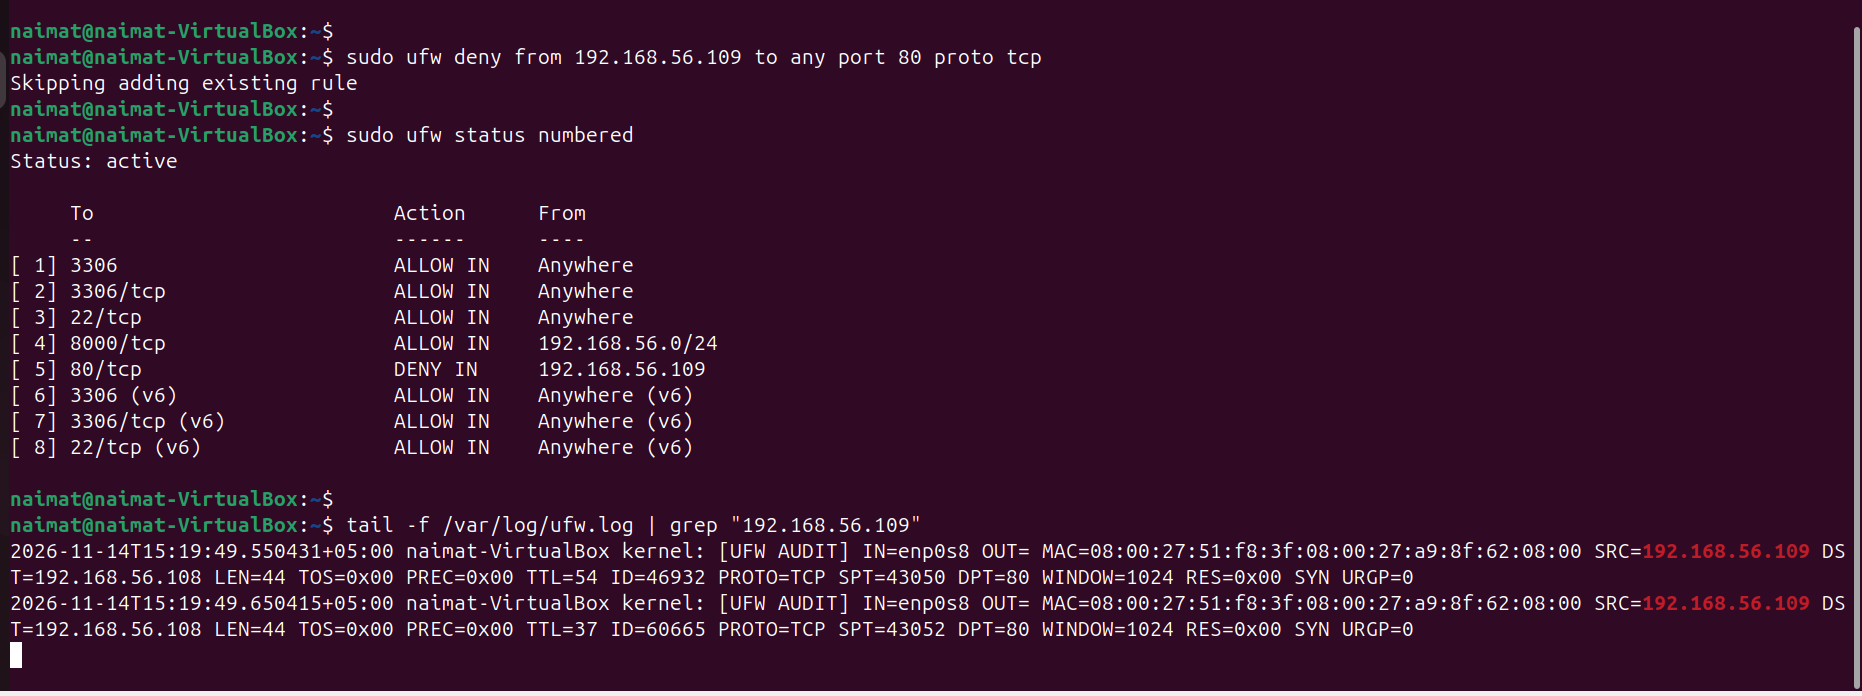 naimat@naimat-VirtualBox:~$
naimat@naimat-VirtualBox:~$ sudo ufw deny from 192.168.56.109 to any port 80 proto tcp
Skipping adding existing rule
naimat@naimat-VirtualBox:~$
naimat@naimat-VirtualBox:~$ sudo ufw status numbered
Status: active

     To                         Action      From
     --                         ------      ----
[ 1] 3306                       ALLOW IN    Anywhere
[ 2] 3306/tcp                   ALLOW IN    Anywhere
[ 3] 22/tcp                     ALLOW IN    Anywhere
[ 4] 8000/tcp                   ALLOW IN    192.168.56.0/24
[ 5] 80/tcp                     DENY IN     192.168.56.109
[ 6] 3306 (v6)                  ALLOW IN    Anywhere (v6)
[ 7] 3306/tcp (v6)              ALLOW IN    Anywhere (v6)
[ 8] 22/tcp (v6)                ALLOW IN    Anywhere (v6)

naimat@naimat-VirtualBox:~$
naimat@naimat-VirtualBox:~$ tail -f /var/log/ufw.log | grep "192.168.56.109"
2026-11-14T15:19:49.550431+05:00 naimat-VirtualBox kernel: [UFW AUDIT] IN=enp0s8 OUT= MAC=08:00:27:51:f8:3f:08:00:27:a9:8f:62:08:00 SRC=192.168.56.109 DS
T=192.168.56.108 LEN=44 TOS=0x00 PREC=0x00 TTL=54 ID=46932 PROTO=TCP SPT=43050 DPT=80 WINDOW=1024 RES=0x00 SYN URGP=0
2026-11-14T15:19:49.650415+05:00 naimat-VirtualBox kernel: [UFW AUDIT] IN=enp0s8 OUT= MAC=08:00:27:51:f8:3f:08:00:27:a9:8f:62:08:00 SRC=192.168.56.109 DS
T=192.168.56.108 LEN=44 TOS=0x00 PREC=0x00 TTL=37 ID=60665 PROTO=TCP SPT=43052 DPT=80 WINDOW=1024 RES=0x00 SYN URGP=0